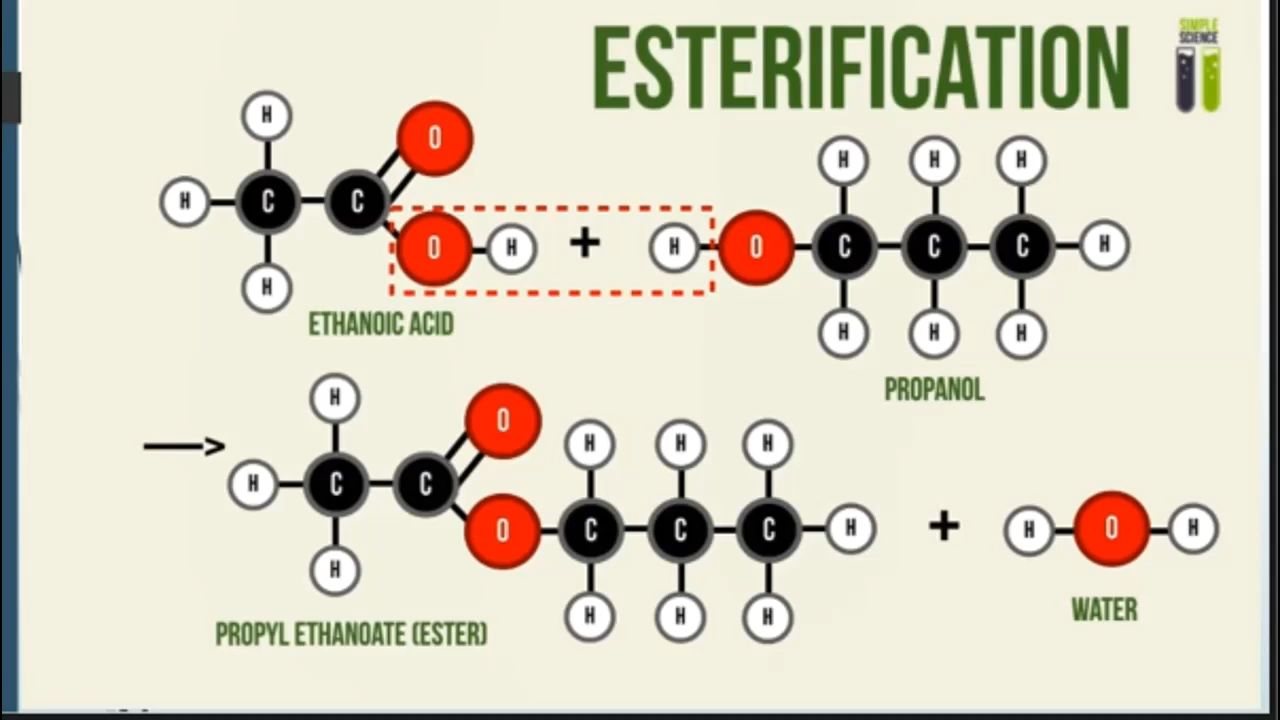 ESTERIFICATION
SIMPLE
SCIENCE
H
O
H
H
H
H
C
C
H
O
H
+
H
O
C
C
C
H
H
ETHANOIC ACID
H
H
H
PROPANOL
H
O
H
H
H
——>
H
C
C
O
C
C
C
H
+
H
O
H
H
H
H
H
WATER
PROPYL ETHANOATE (ESTER)